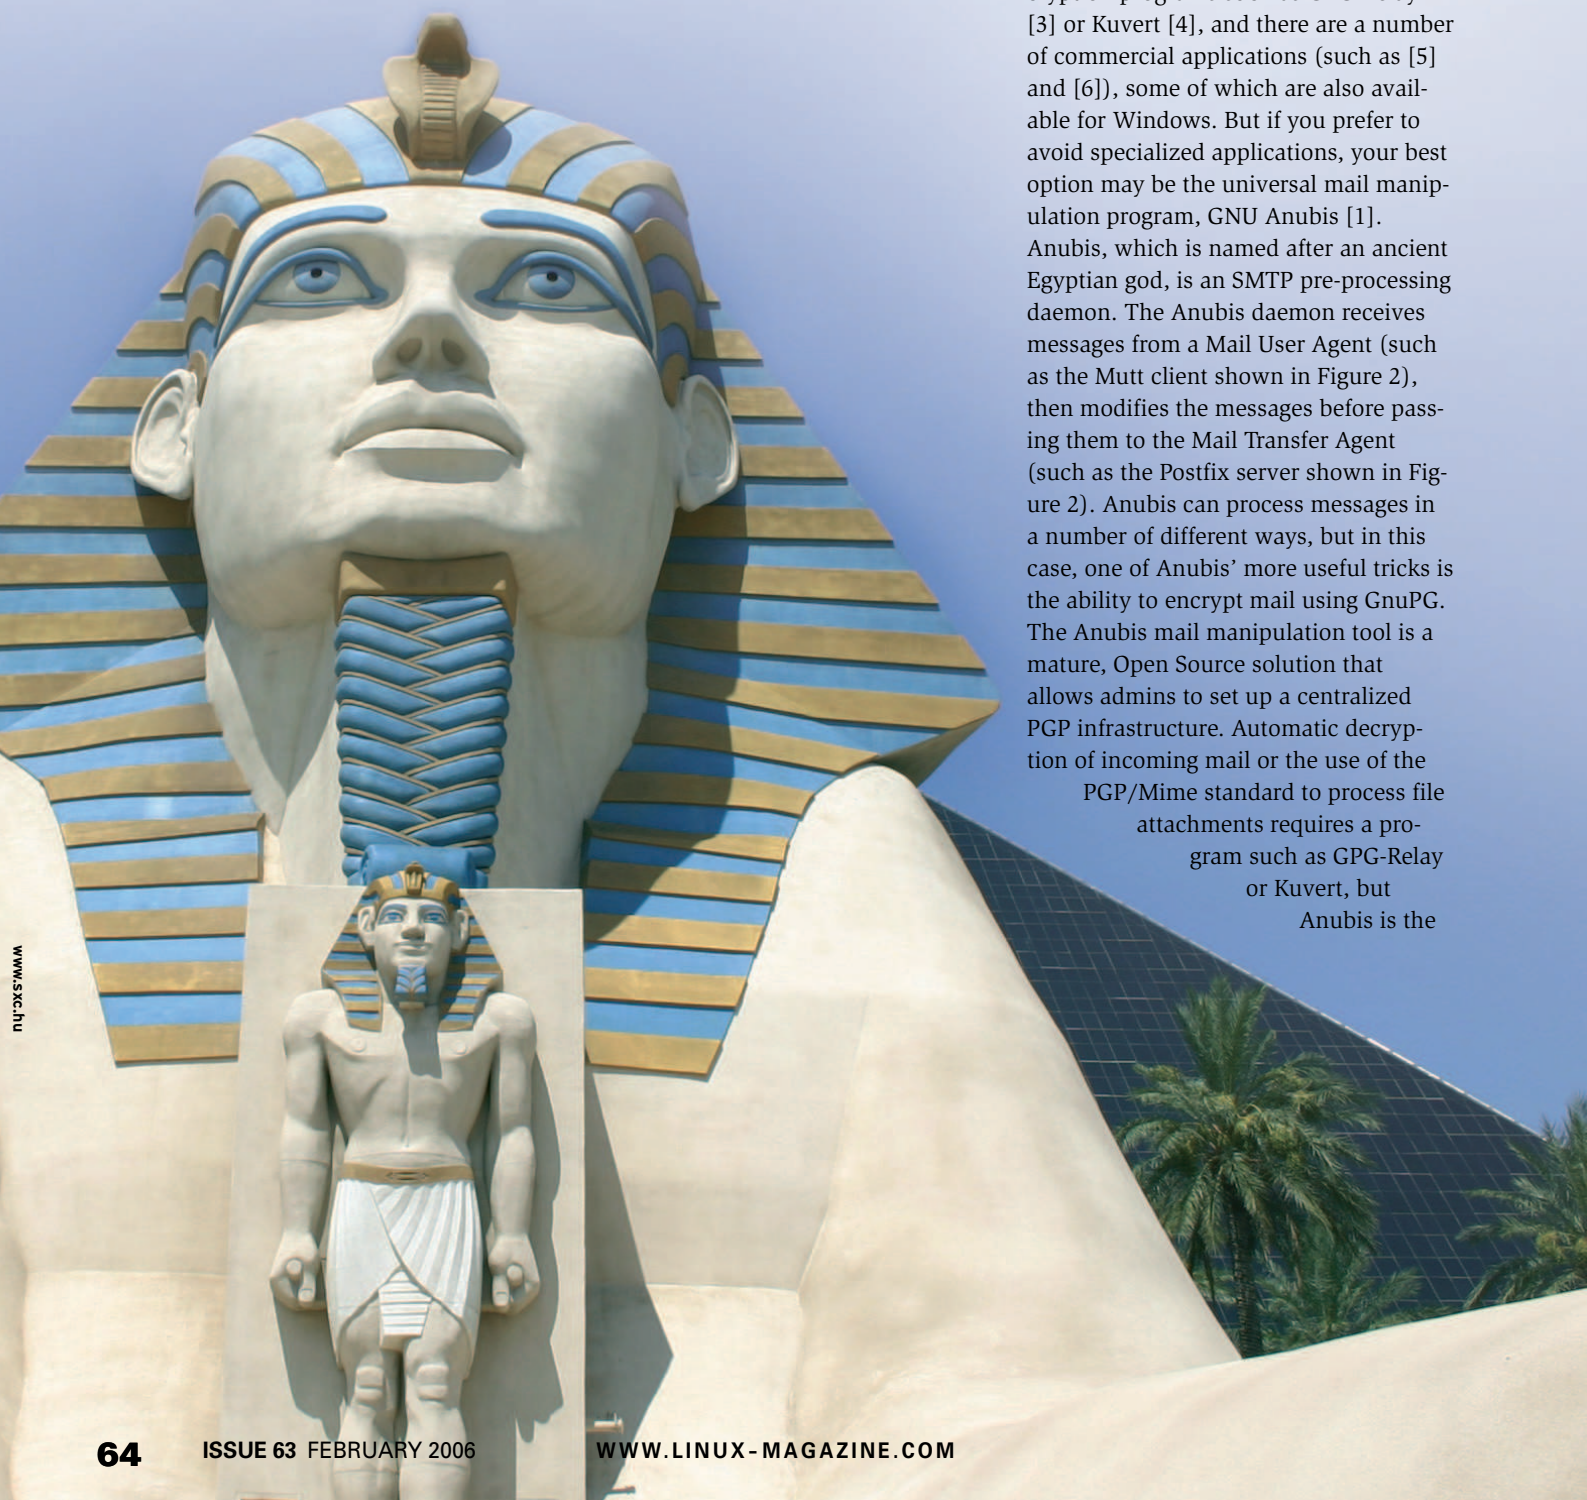 [3] or Kuvert [4], and there are a number
of commercial applications (such as [5]
and [6]), some of which are also avail-
able for Windows. But if you prefer to
avoid specialized applications, your best
option may be the universal mail manip-
ulation program, GNU Anubis [1].
Anubis, which is named after an ancient
Egyptian god, is an SMTP pre-processing
daemon. The Anubis daemon receives
messages from a Mail User Agent (such
as the Mutt client shown in Figure 2),
then modifies the messages before pass-
ing them to the Mail Transfer Agent
(such as the Postfix server shown in Fig-
ure 2). Anubis can process messages in
a number of different ways, but in this
case, one of Anubis’ more useful tricks is
the ability to encrypt mail using GnuPG.
The Anubis mail manipulation tool is a
mature, Open Source solution that
allows admins to set up a centralized
PGP infrastructure. Automatic decryp-
tion of incoming mail or the use of the
PGP/Mime standard to process file
attachments requires a pro-
gram such as GPG-Relay
or Kuvert, but
Anubis is the
www.sxc.hu
64 ISSUE 63 FEBRUARY 2006 WWW.LINUX-MAGAZINE.COM